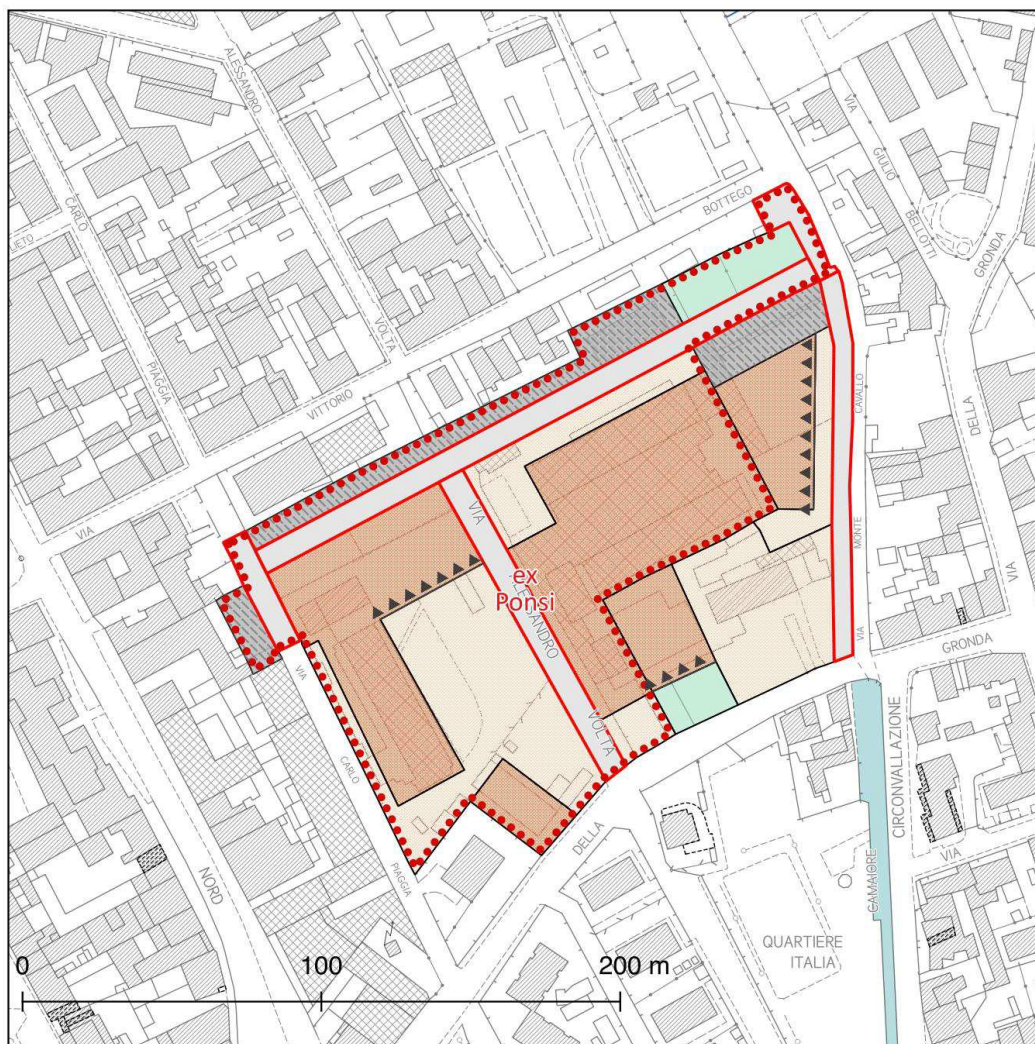 ALESSANDRO
VOLTA
CARLO
PIAGGIA
LIETO
VIA
VITTORIO
BOTTEGO
VIA
GIULIO
BELLOTTI
GRONDA
DELLA
VIA
CAVALLO
MONTE
VIA
VIA
ALESSANDRO
VOLTA
ex
Ponsi
VIA
CARLO
PIAGGIA
NORD
DELLA
GRONDA
CIRCONVALLAZIONE
CAMAIORE
VIA
QUARTIERE
ITALIA
0 100 200 m